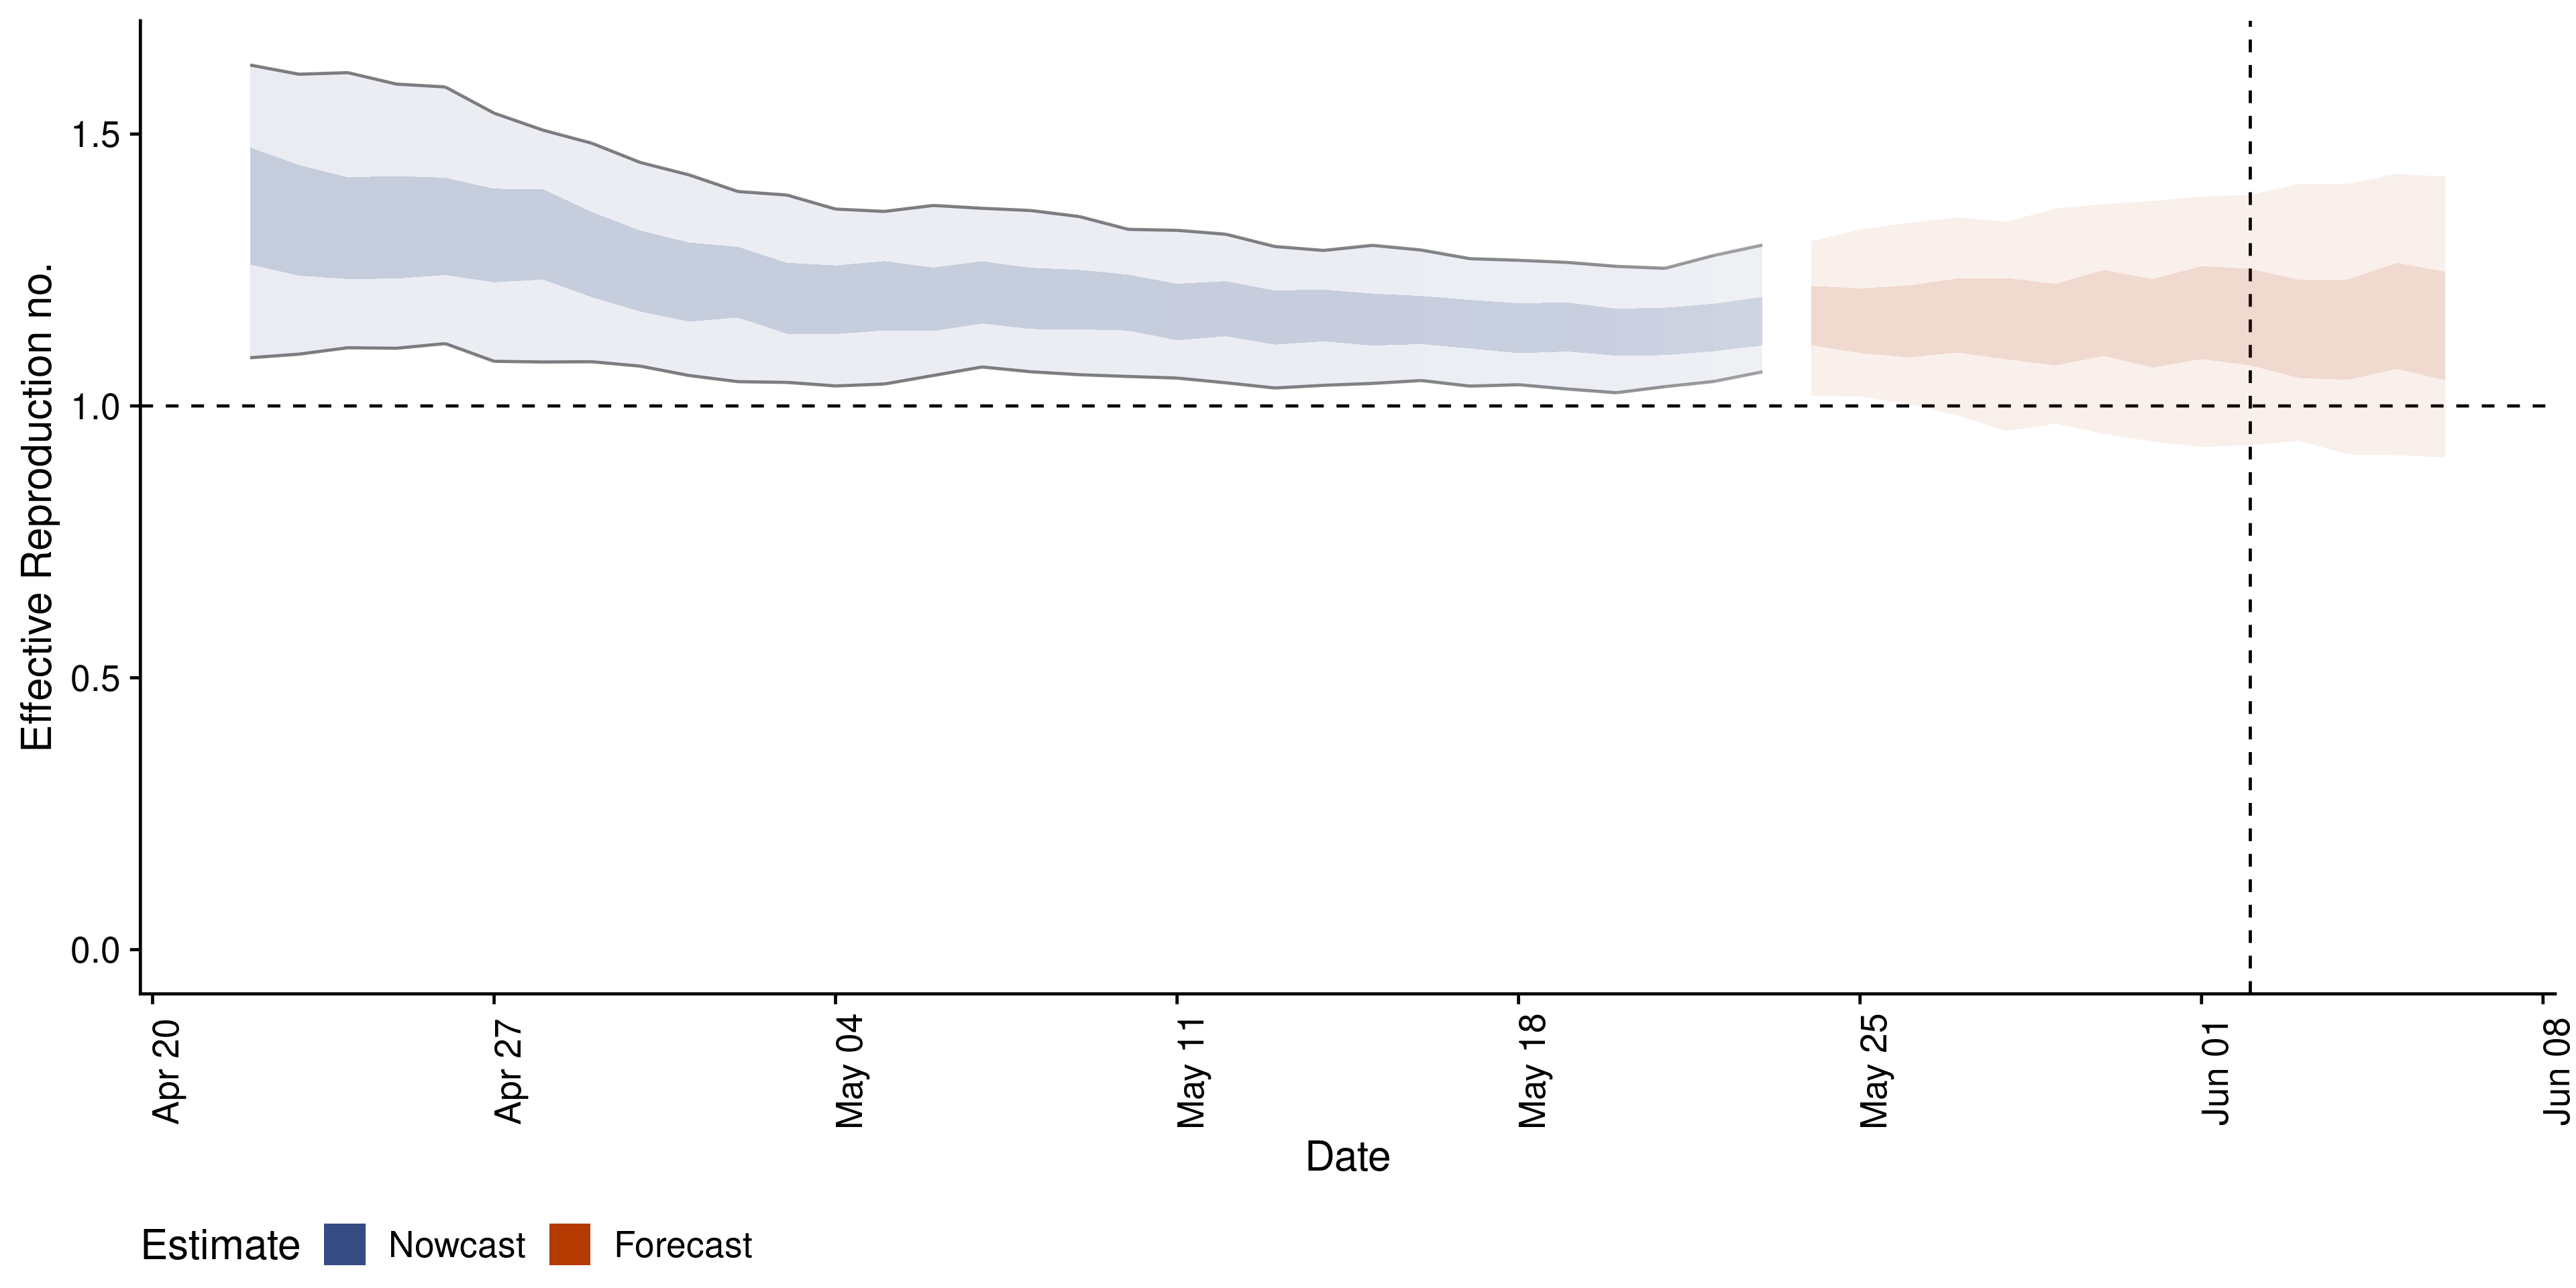 Effective Reproduction no.
1.5
1.0
0.5
0.0
Apr 20
Apr 27
May 04
May 11
May 18
May 25
Jun 01
Jun 08
Date
Estimate Nowcast Forecast